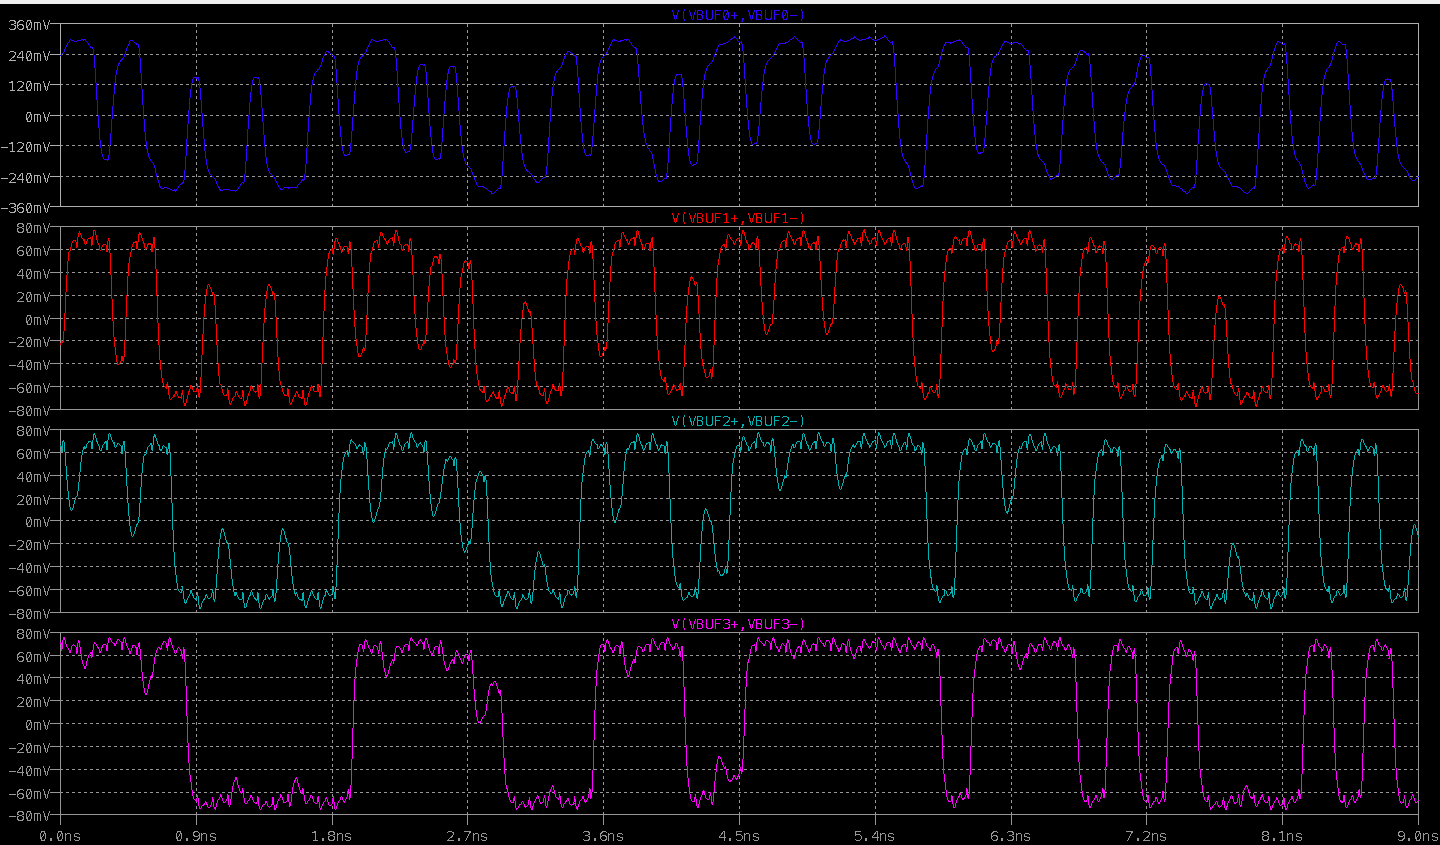 V(VBUF0+,VBUF0-)
360mV
240mV
120mV
0mV
-120mV
-240mV
-360mV
V(VBUF1+,VBUF1-)
80mV
60mV
40mV
20mV
0mV
-20mV
-40mV
-60mV
-80mV
V(VBUF2+,VBUF2-)
80mV
60mV
40mV
20mV
0mV
-20mV
-40mV
-60mV
-80mV
V(VBUF3+,VBUF3-)
80mV
60mV
40mV
20mV
0mV
-20mV
-40mV
-60mV
-80mV
0.0ns 0.9ns 1.8ns 2.7ns 3.6ns 4.5ns 5.4ns 6.3ns 7.2ns 8.1ns 9.0ns